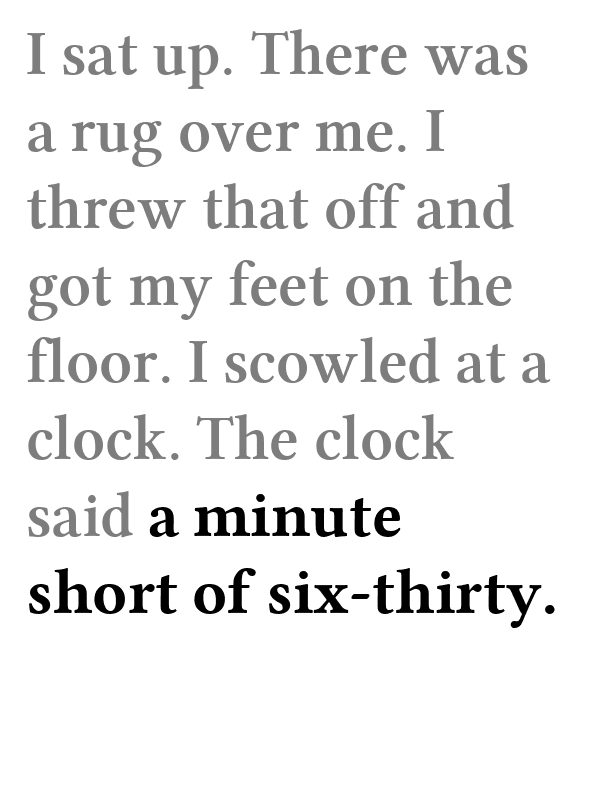 I sat up. There was
a rug over me. I
threw that off and
got my feet on the
floor. I scowled at a
clock. The clock
said a minute
short of six-thirty.